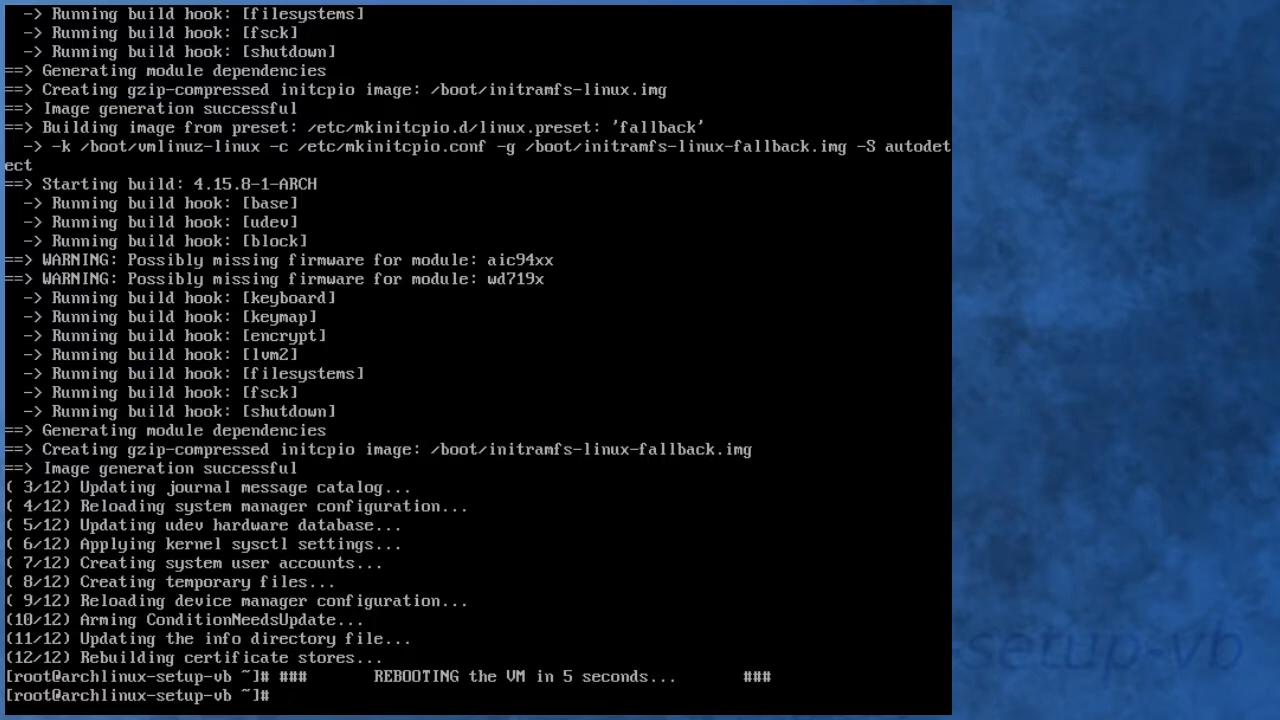 -> Running build hook: [filesystems]
  -> Running build hook: [fsck]
  -> Running build hook: [shutdown]
==> Generating module dependencies
==> Creating gzip-compressed initcpio image: /boot/initramfs-linux.img
==> Image generation successful
==> Building image from preset: /etc/mkinitcpio.d/linux.preset: 'fallback'
  -> -k /boot/vmlinuz-linux -c /etc/mkinitcpio.conf -g /boot/initramfs-linux-fallback.img -S autodet
ect
==> Starting build: 4.15.8-1-ARCH
  -> Running build hook: [base]
  -> Running build hook: [udev]
  -> Running build hook: [block]
==> WARNING: Possibly missing firmware for module: aic94xx
==> WARNING: Possibly missing firmware for module: wd719x
  -> Running build hook: [keyboard]
  -> Running build hook: [keymap]
  -> Running build hook: [encrypt]
  -> Running build hook: [lvm2]
  -> Running build hook: [filesystems]
  -> Running build hook: [fsck]
  -> Running build hook: [shutdown]
==> Generating module dependencies
==> Creating gzip-compressed initcpio image: /boot/initramfs-linux-fallback.img
==> Image generation successful
( 3/12) Updating journal message catalog...
( 4/12) Reloading system manager configuration...
( 5/12) Updating udev hardware database...
( 6/12) Applying kernel sysctl settings...
( 7/12) Creating system user accounts...
( 8/12) Creating temporary files...
( 9/12) Reloading device manager configuration...
(10/12) Arming ConditionNeedsUpdate...
(11/12) Updating the info directory file...
(12/12) Rebuilding certificate stores...
[root@archlinux-setup-vb ~]# ###       REBOOTING the VM in 5 seconds...       ###
[root@archlinux-setup-vb ~]#
-setup-vb